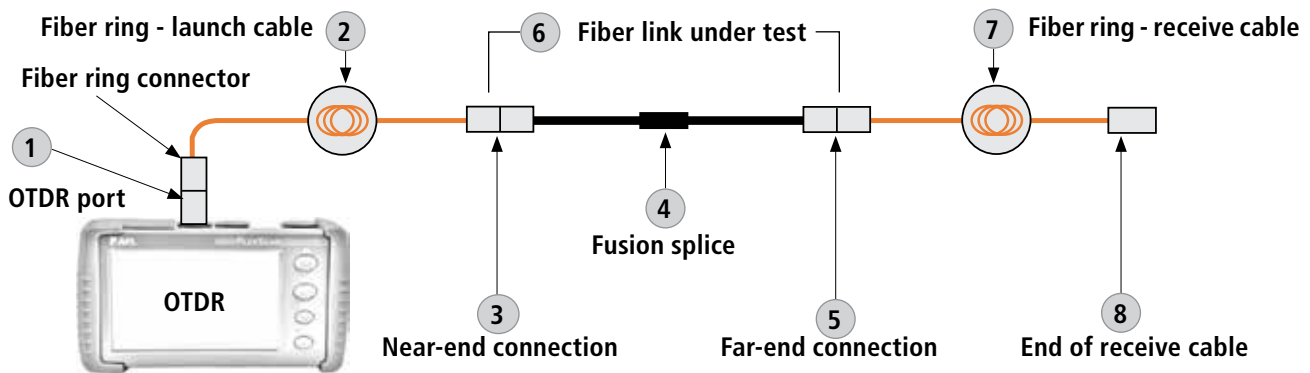 Fiber ring - launch cable 2
6 Fiber link under test
7 Fiber ring - receive cable
Fiber ring connector
1
OTDR port
4
Fusion splice
OTDR
3
Near-end connection
5
Far-end connection
8
End of receive cable